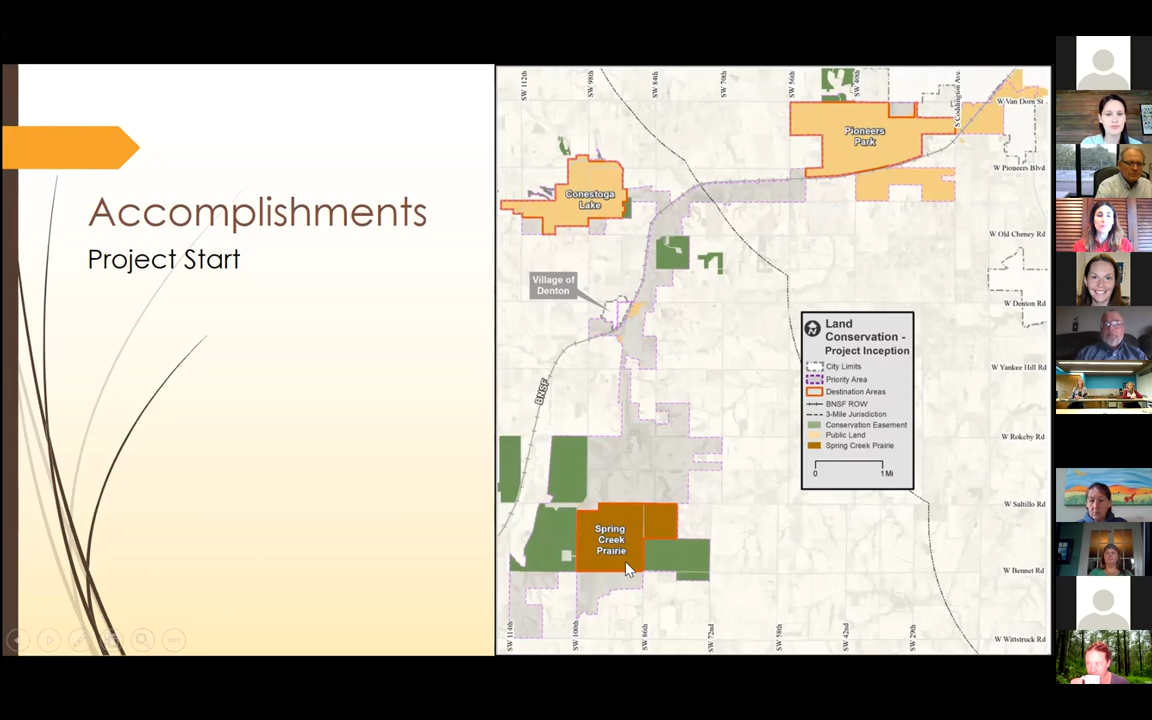 Accomplishments
Project Start
SW 112th
SW 98th
SW 84th
SW 70th
SW 56th
SW 40th
S Coddington Ave.
W Van Dorn St
Pioneers
Park
W Pioneers Blvd
Conestoga
Lake
W Old Cheney Rd
Village of
Denton
W Denton Rd
Land
Conservation -
Project Inception
City Limits
Priority Area
Destination Areas
BNSF ROW
3-Mile Jurisdiction
Conservation Easement
Public Land
Spring Creek Prairie
0 1 Mi
W Yankee Hill Rd
BNSF
W Rokeby Rd
W Saltillo Rd
Spring
Creek
Prairie
W Bennet Rd
SW 114th
SW 100th
SW 86th
SW 72nd
SW 58th
SW 42nd
SW 29th
W Wittstruck Rd